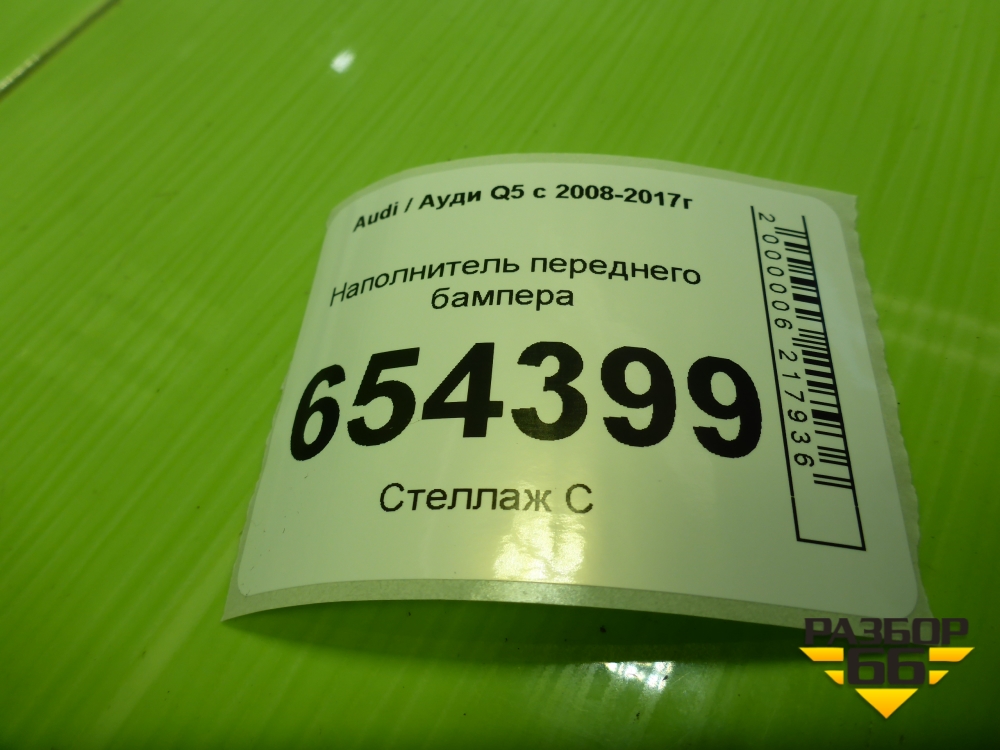 Audi / Ауди Q5 с 2008-2017г
Наполнитель переднего
бампера
654399
Стеллаж С
2000006217936
РАЗБОР
66